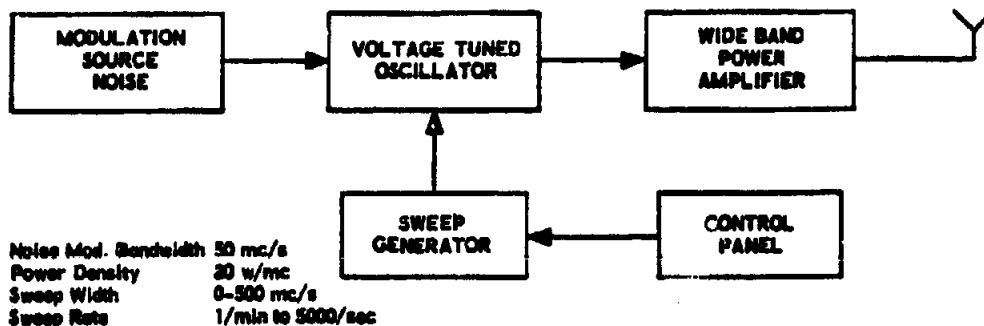 MODULATION
SOURCE
NOISE
VOLTAGE TUNED
OSCILLATOR
WIDE BAND
POWER
AMPLIFIER
SWEEP
GENERATOR
CONTROL
PANEL
Noise Mod. Bandwidth 50 mc/s
Power Density 20 w/mc
Sweep Width 0-500 mc/s
Sweep Rate 1/min to 5000/sec